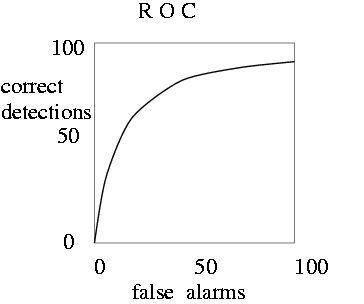 R O C
100
correct
detections
50
0
0 50 100
false alarms